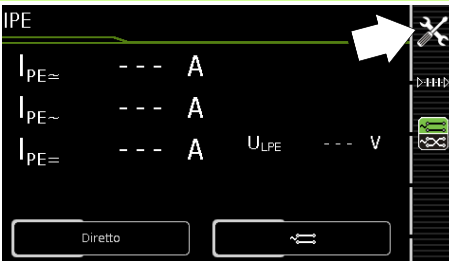 IPE
IPE≃ --- A
IPE~ --- A
IPE= --- A
ULPE --- V
Diretto